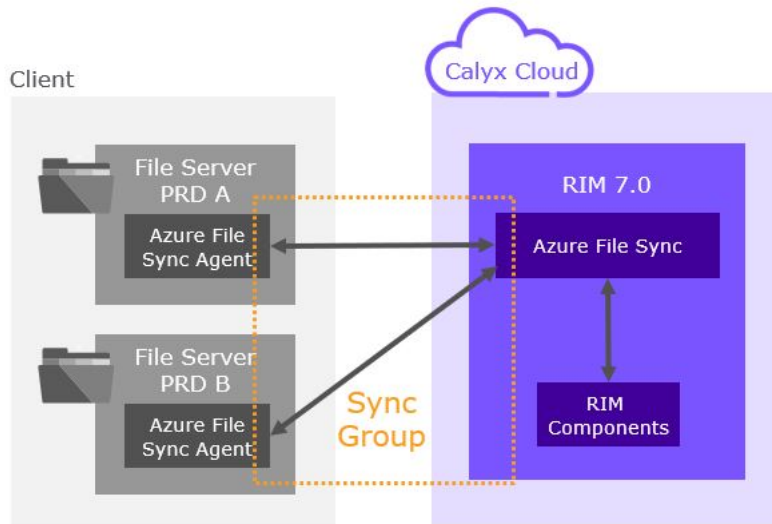 Client
Calyx Cloud
File Server
PRD A
Azure File
Sync Agent
File Server
PRD B
Azure File
Sync Agent
Sync
Group
RIM 7.0
Azure File Sync
RIM
Components